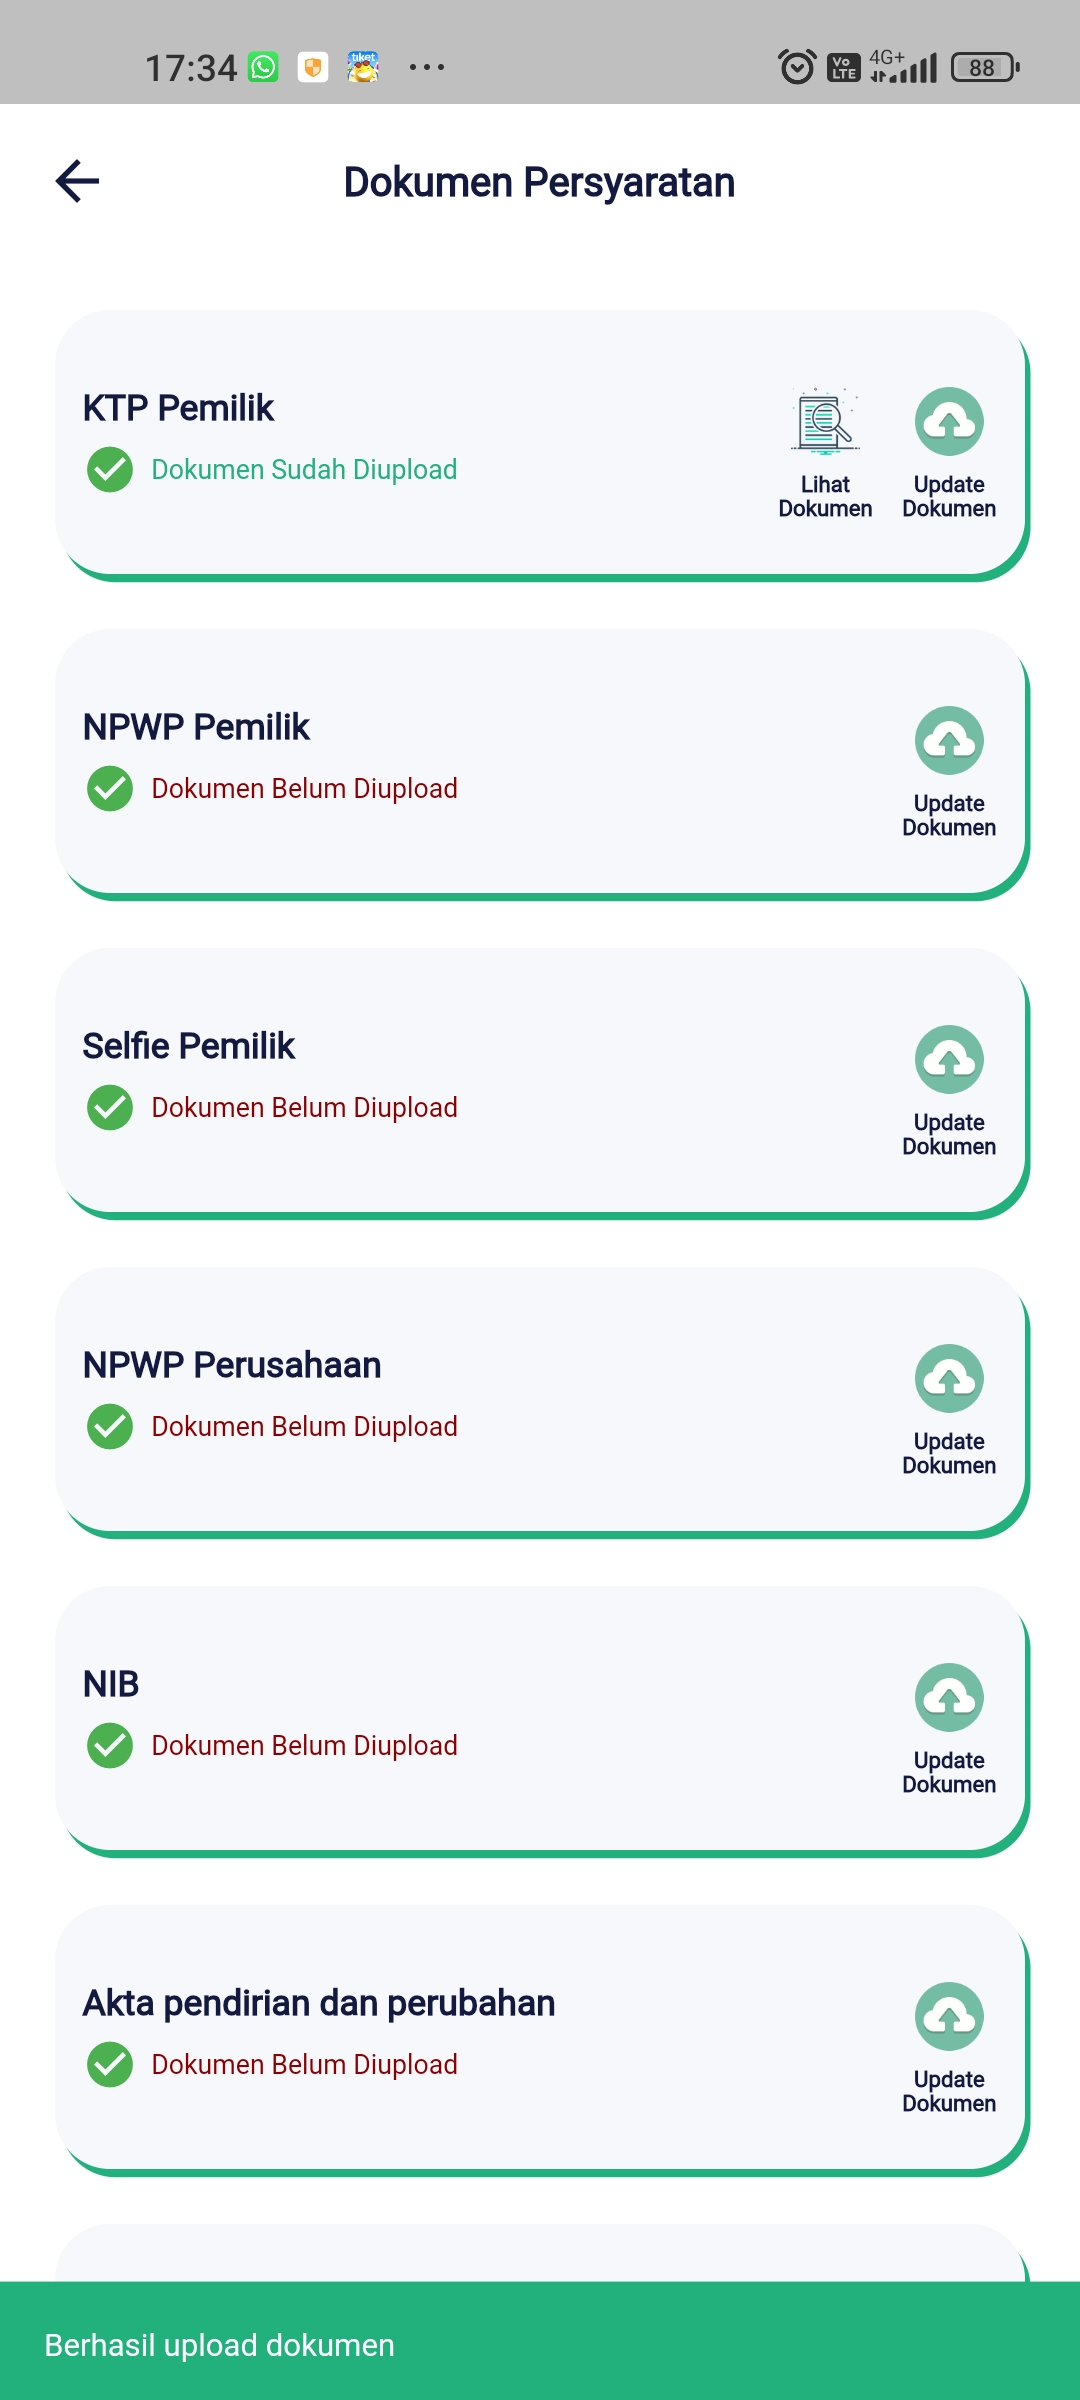 17:34
tiket
Vo
LTE
4G+
88
Dokumen Persyaratan
KTP Pemilik
Dokumen Sudah Diupload
Lihat
Dokumen
Update
Dokumen
NPWP Pemilik
Dokumen Belum Diupload
Update
Dokumen
Selfie Pemilik
Dokumen Belum Diupload
Update
Dokumen
NPWP Perusahaan
Dokumen Belum Diupload
Update
Dokumen
NIB
Dokumen Belum Diupload
Update
Dokumen
Akta pendirian dan perubahan
Dokumen Belum Diupload
Update
Dokumen
Berhasil upload dokumen